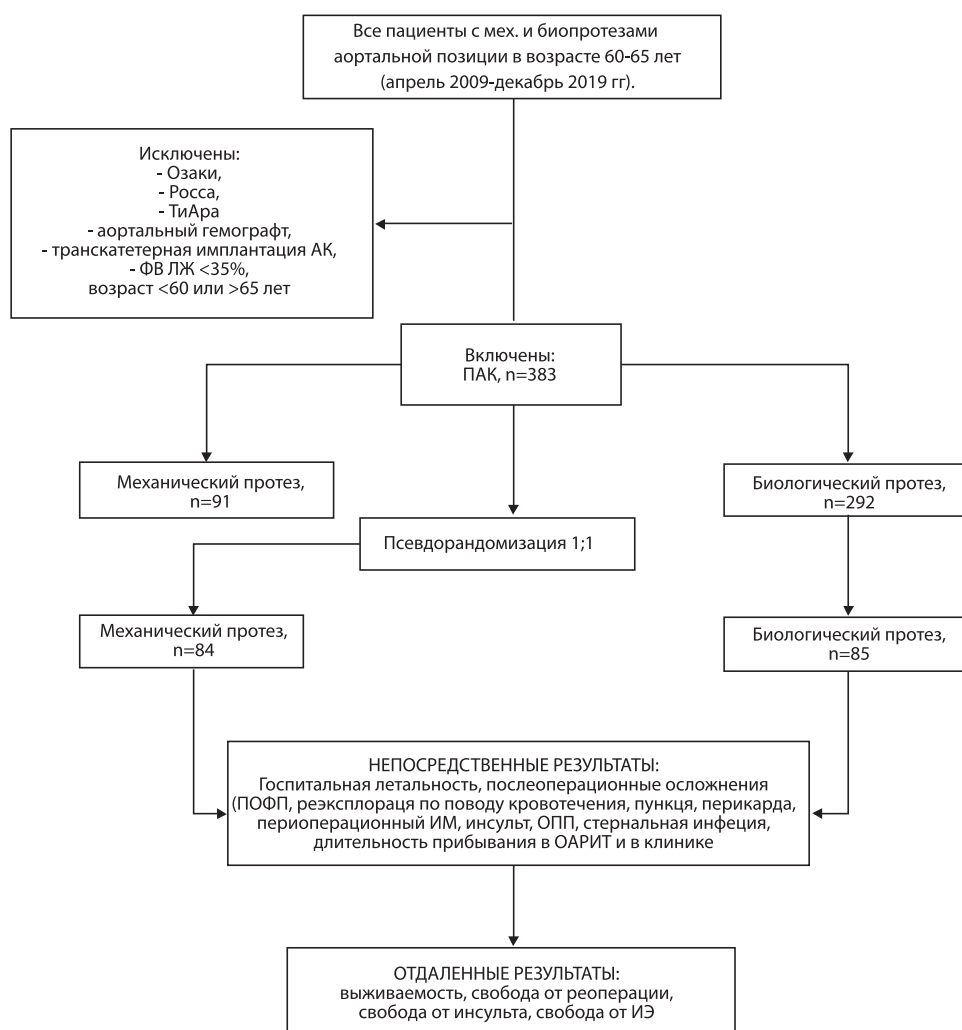 Все пациенты с мех. и биопротезами
аортальной позиции в возрасте 60-65 лет
(апрель 2009-декабрь 2019 гг).
Исключены:
- Озаки,
- Росса,
- ТиАра
- аортальный гемографт,
- транскатетерная имплантация АК,
- ФВ ЛЖ <35%,
возраст <60 или >65 лет
Включены:
ПАК, n=383
Механический протез,
n=91
Биологический протез,
n=292
Псевдорандомизация 1;1
Механический протез,
n=84
Биологический протез,
n=85
НЕПОСРЕДСТВЕННЫЕ РЕЗУЛЬТАТЫ:
Госпитальная летальность, послеоперационные осложнения
(ПОФП, реэксплораця по поводу кровотечения, пункця, перикарда,
периоперационный ИМ, инсульт, ОПП, стернальная инфеция,
длительность прибывания в ОАРИТ и в клинике
ОТДАЛЕННЫЕ РЕЗУЛЬТАТЫ:
выживаемость, свобода от реоперации,
свобода от инсульта, свобода от ИЭ